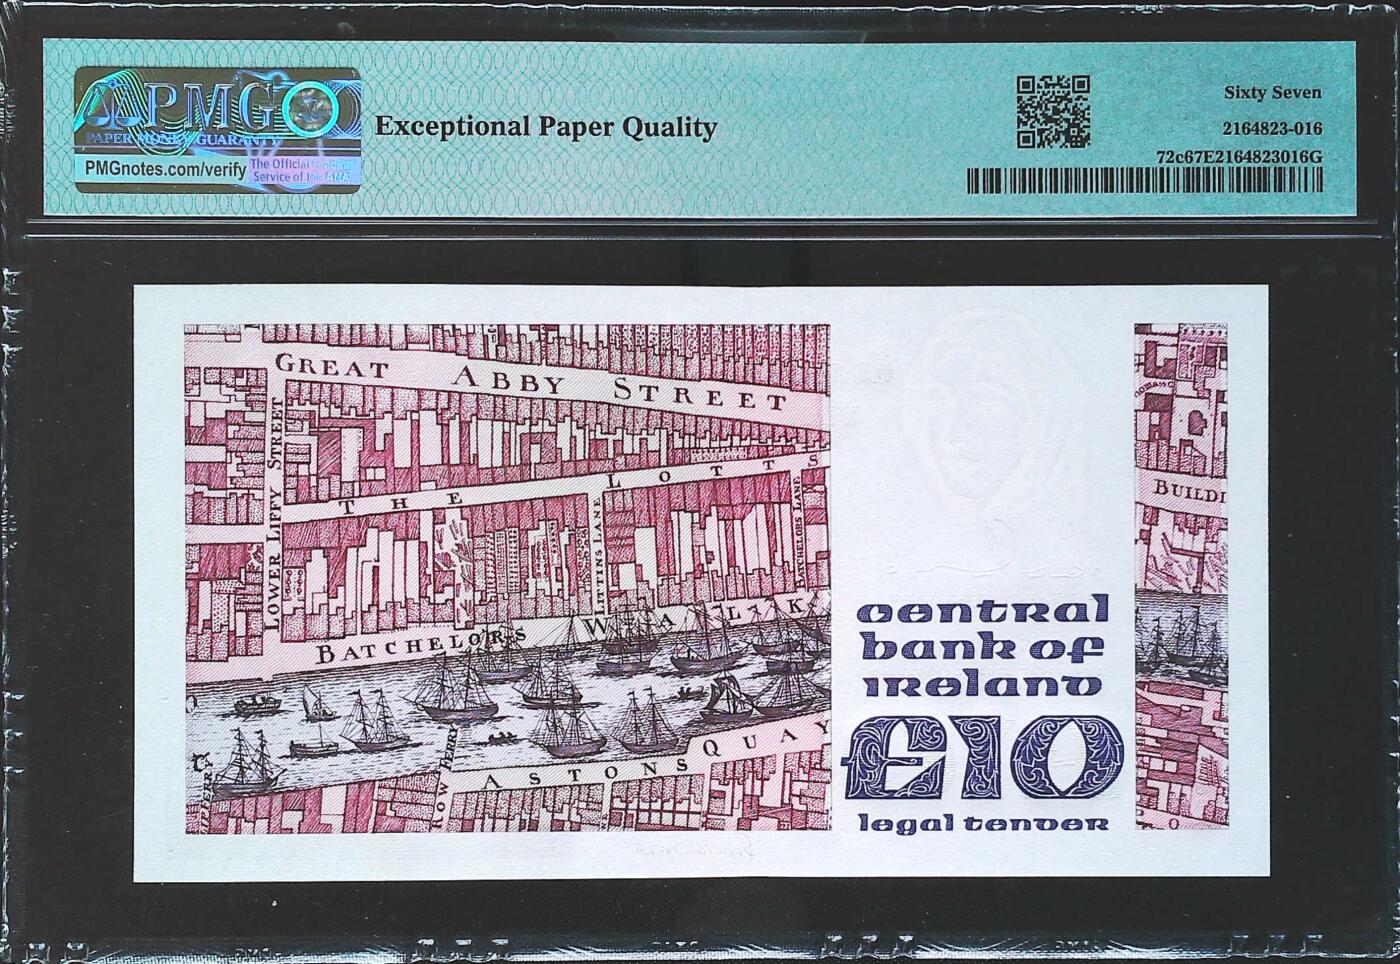 PMG
PAPER MONEY GUARANTY
PMGnotes.com/verify
The Official Grading
Service of the ANA
Exceptional Paper Quality
Sixty Seven
2164823-016
72c67E2164823016G
GREAT ABBY STREET
LOWER LIFFY STREET
THE LOTTS
LITTINS LANE
BATCHELORS LANE
BATCHELORS WALK
FERRY
ASTONS QUAY
ROW
BUILDI
central
bank of
ireland
£10
legal tender